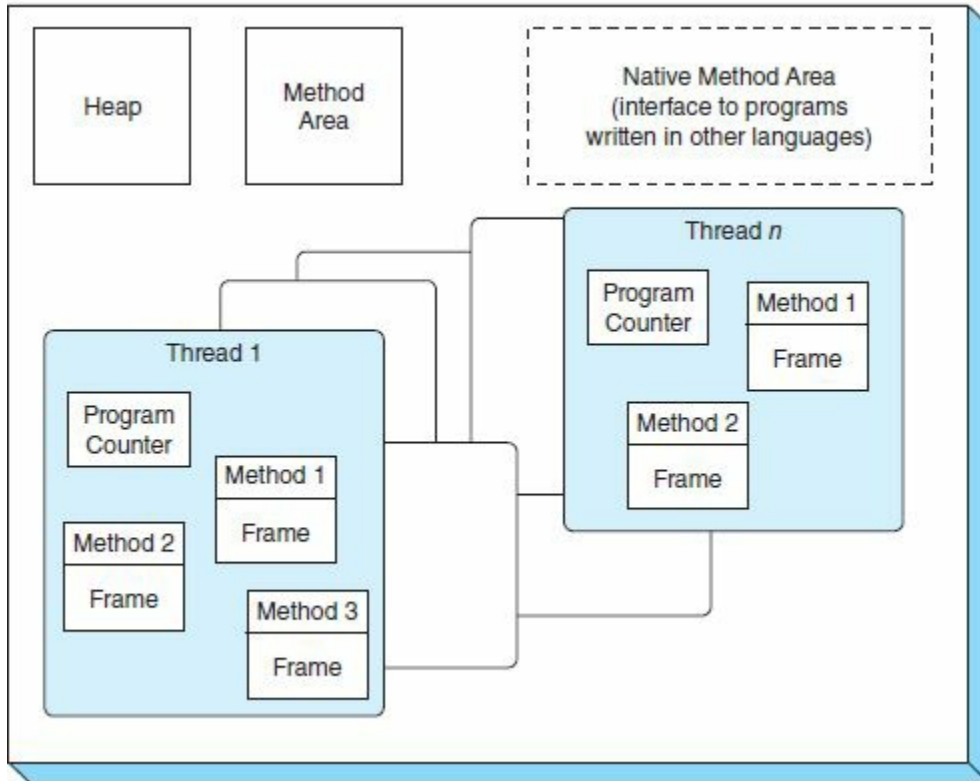 Heap
Method
Area
Native Method Area
(interface to programs
written in other languages)
Thread n
Program
Counter
Method 1
Frame
Method 2
Frame
Thread 1
Program
Counter
Method 1
Frame
Method 2
Frame
Method 3
Frame